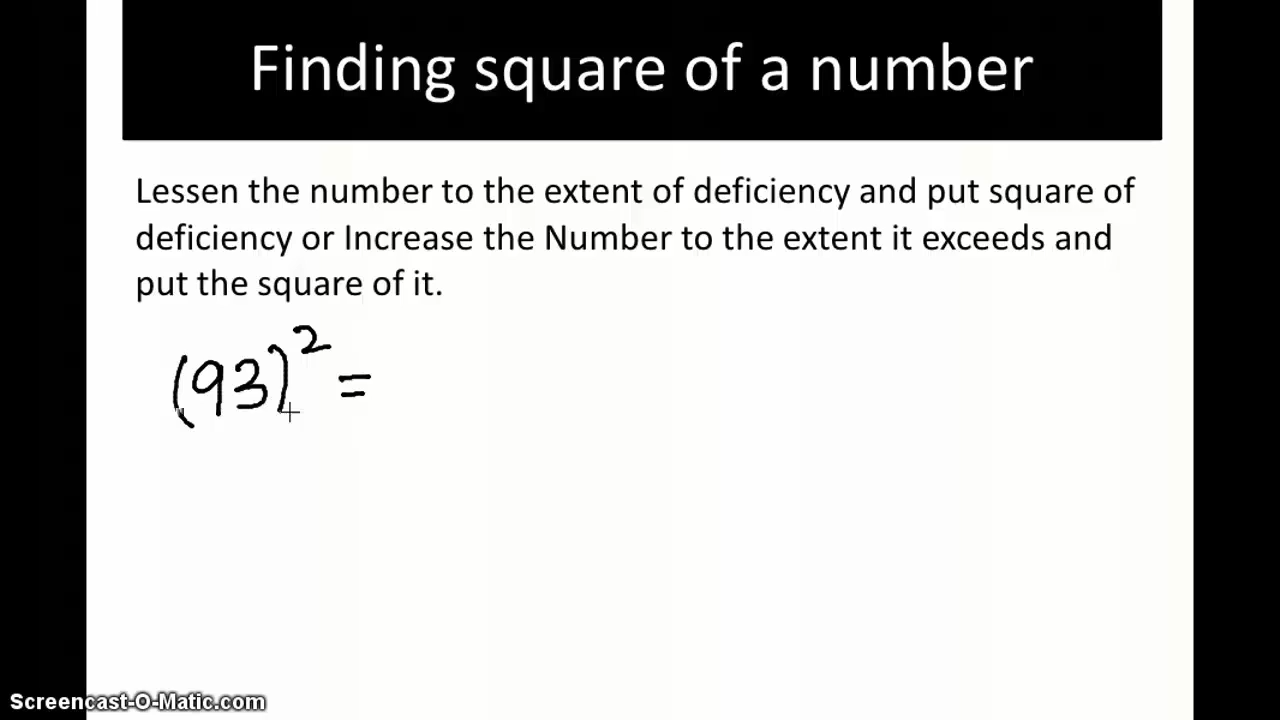 Finding square of a number
Lessen the number to the extent of deficiency and put square of
deficiency or Increase the Number to the extent it exceeds and
put the square of it.
(93)² =
Screencast-O-Matic.com